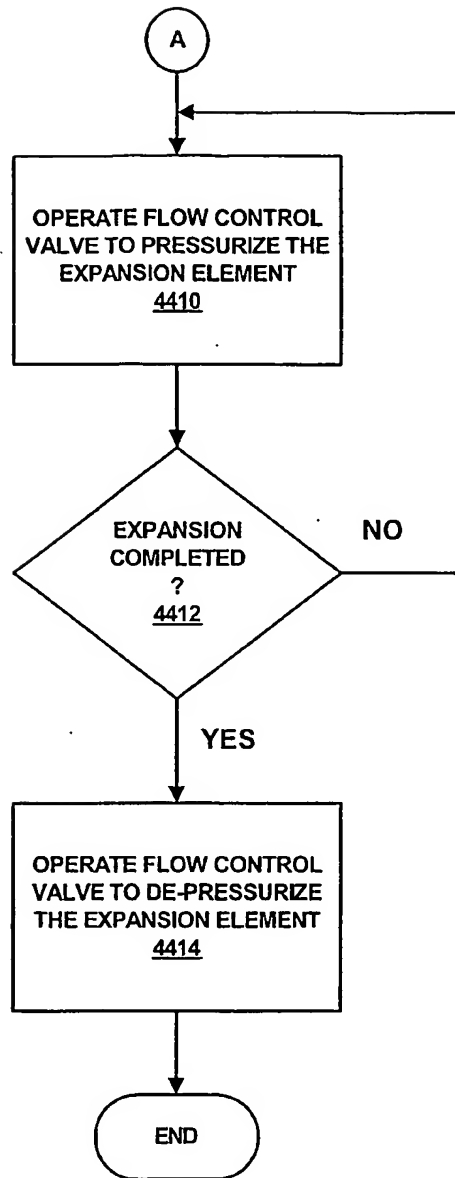 A
OPERATE FLOW CONTROL
VALVE TO PRESSURIZE THE
EXPANSION ELEMENT
4410
EXPANSION
COMPLETED
?
4412
NO
YES
OPERATE FLOW CONTROL
VALVE TO DE-PRESSURIZE
THE EXPANSION ELEMENT
4414
END